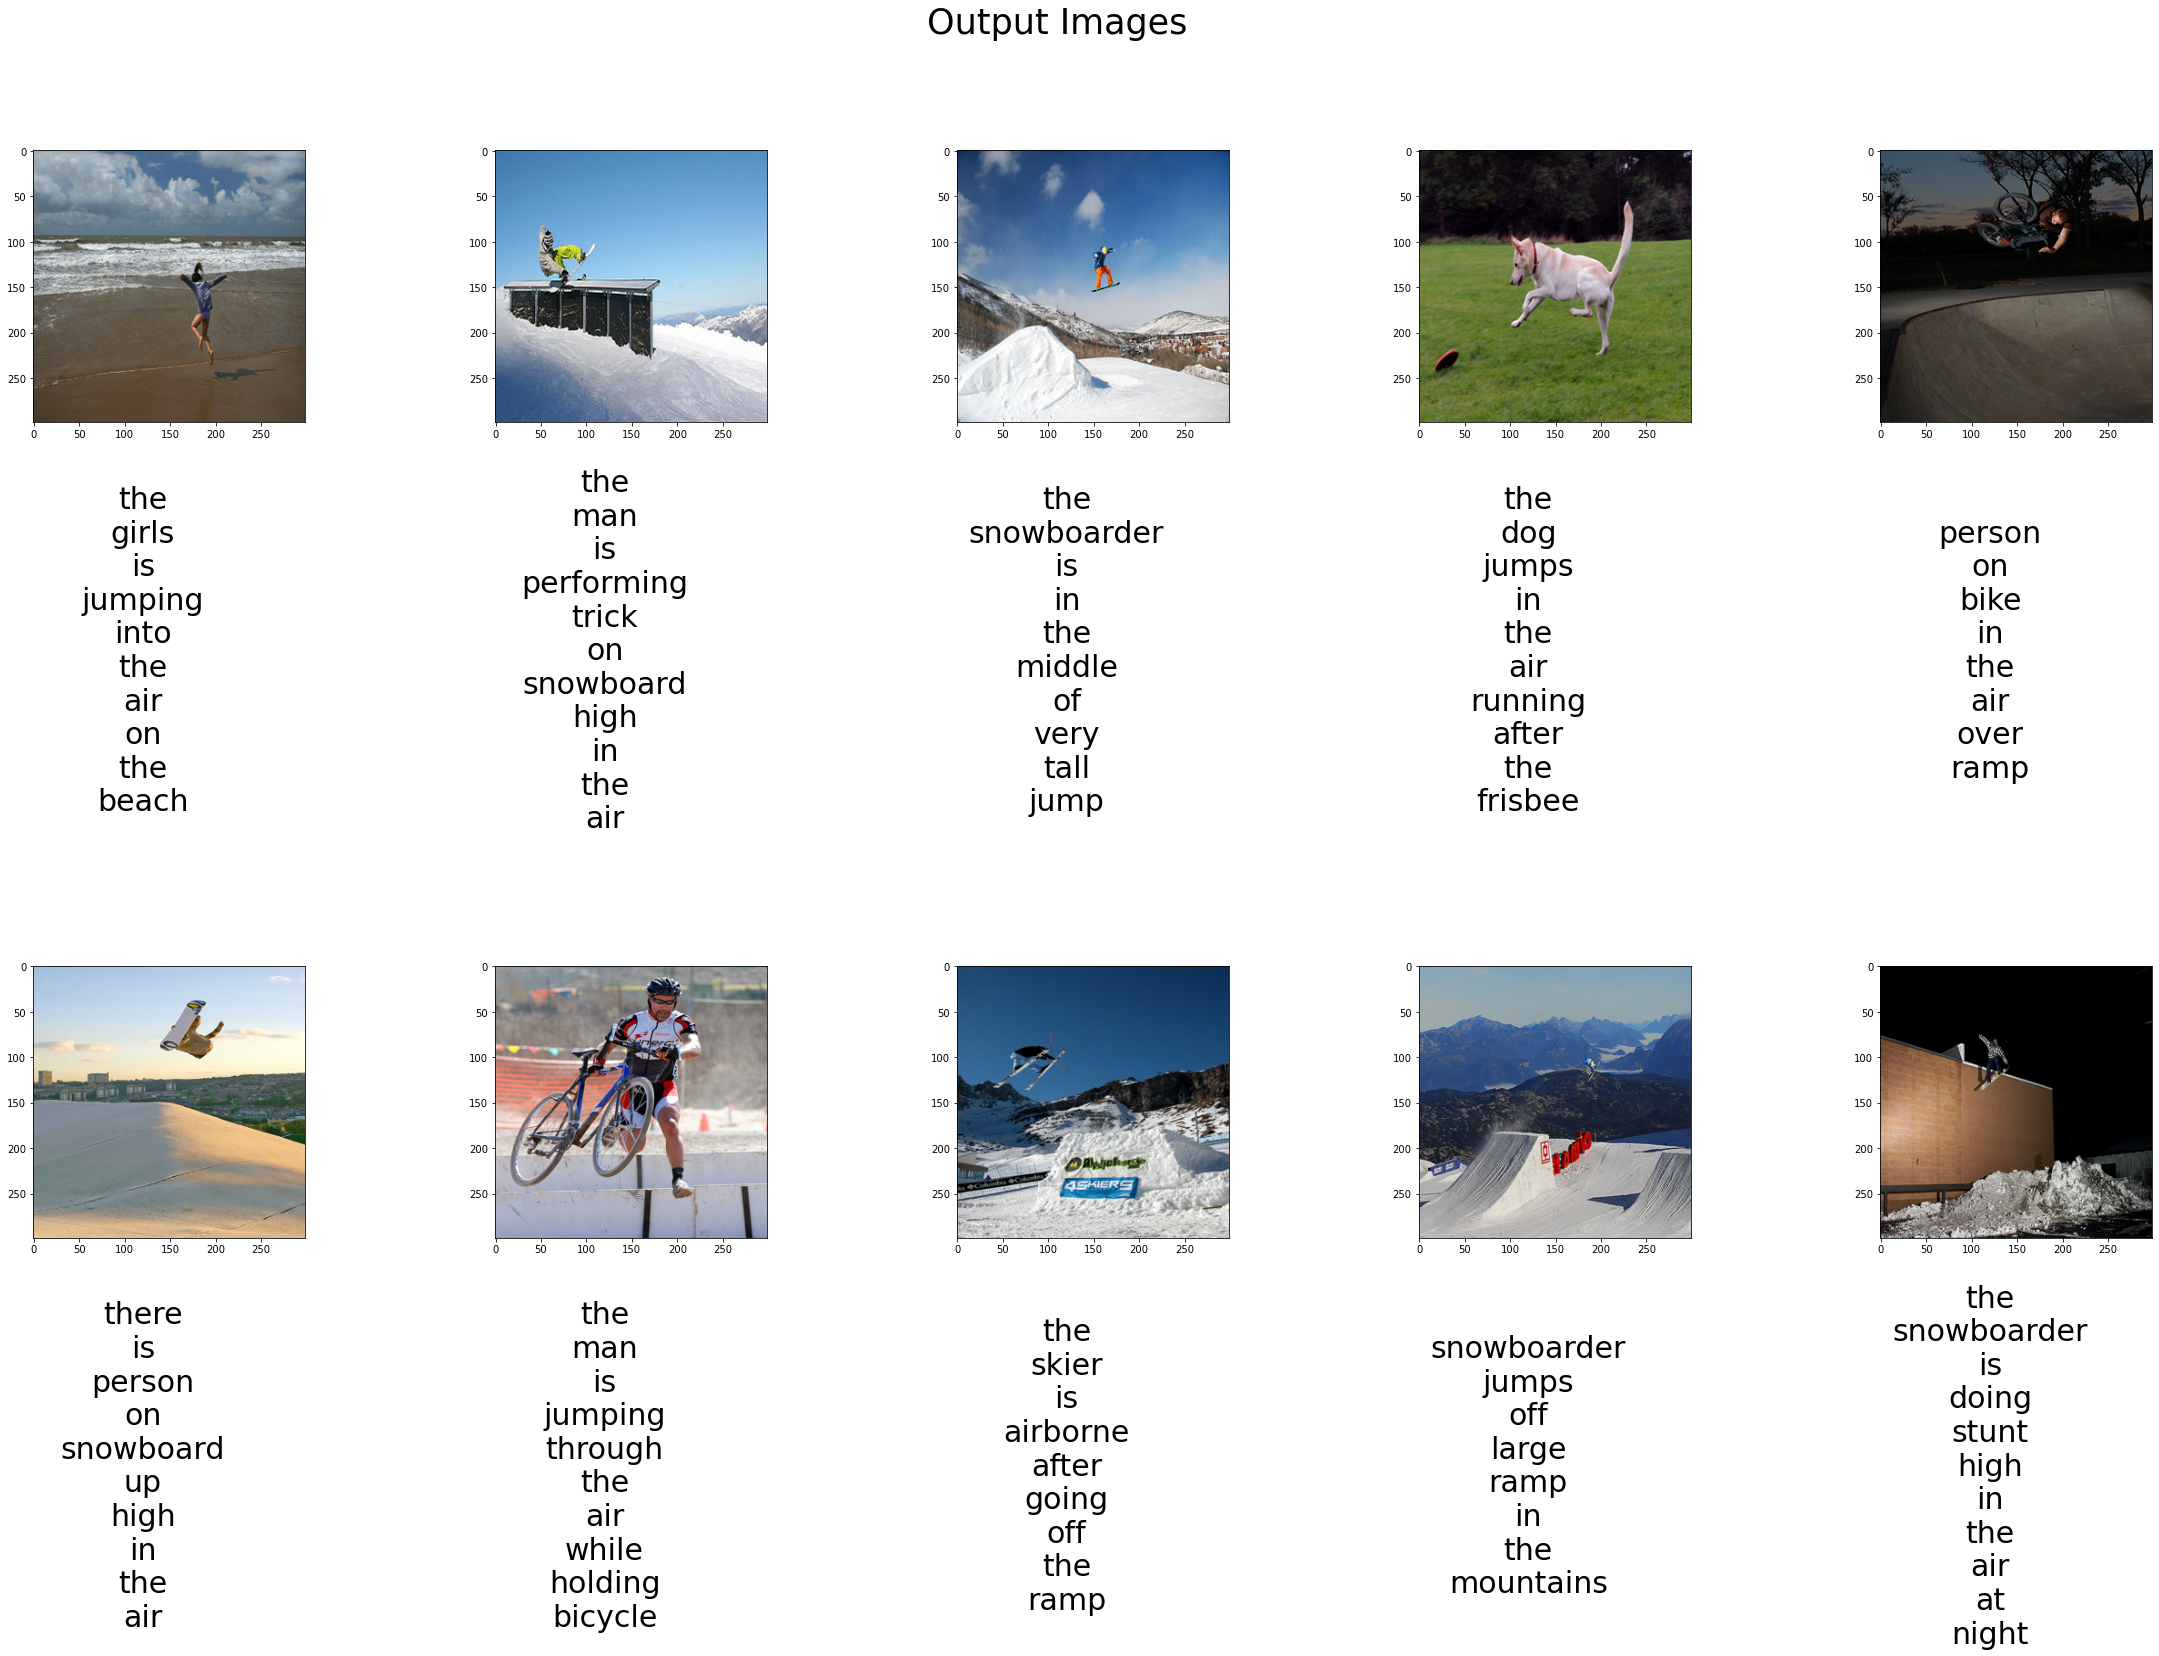 Output Images
0
50
100
150
200
250
0 50 100 150 200 250
0
50
100
150
200
250
0 50 100 150 200 250
0
50
100
150
200
250
0 50 100 150 200 250
0
50
100
150
200
250
0 50 100 150 200 250
0
50
100
150
200
250
0 50 100 150 200 250
the
girls
is
jumping
into
the
air
on
the
beach
the
man
is
performing
trick
on
snowboard
high
in
the
air
the
snowboarder
is
in
the
middle
of
very
tall
jump
the
dog
jumps
in
the
air
running
after
the
frisbee
person
on
bike
in
the
air
over
ramp
0
50
100
150
200
250
0 50 100 150 200 250
0
50
100
150
200
250
0 50 100 150 200 250
0
50
100
150
200
250
Columbia
Columbia
4SKIERS
0 50 100 150 200 250
0
50
100
150
200
250
0 50 100 150 200 250
0
50
100
150
200
250
0 50 100 150 200 250
there
is
person
on
snowboard
up
high
in
the
air
the
man
is
jumping
through
the
air
while
holding
bicycle
the
skier
is
airborne
after
going
off
the
ramp
snowboarder
jumps
off
large
ramp
in
the
mountains
the
snowboarder
is
doing
stunt
high
in
the
air
at
night